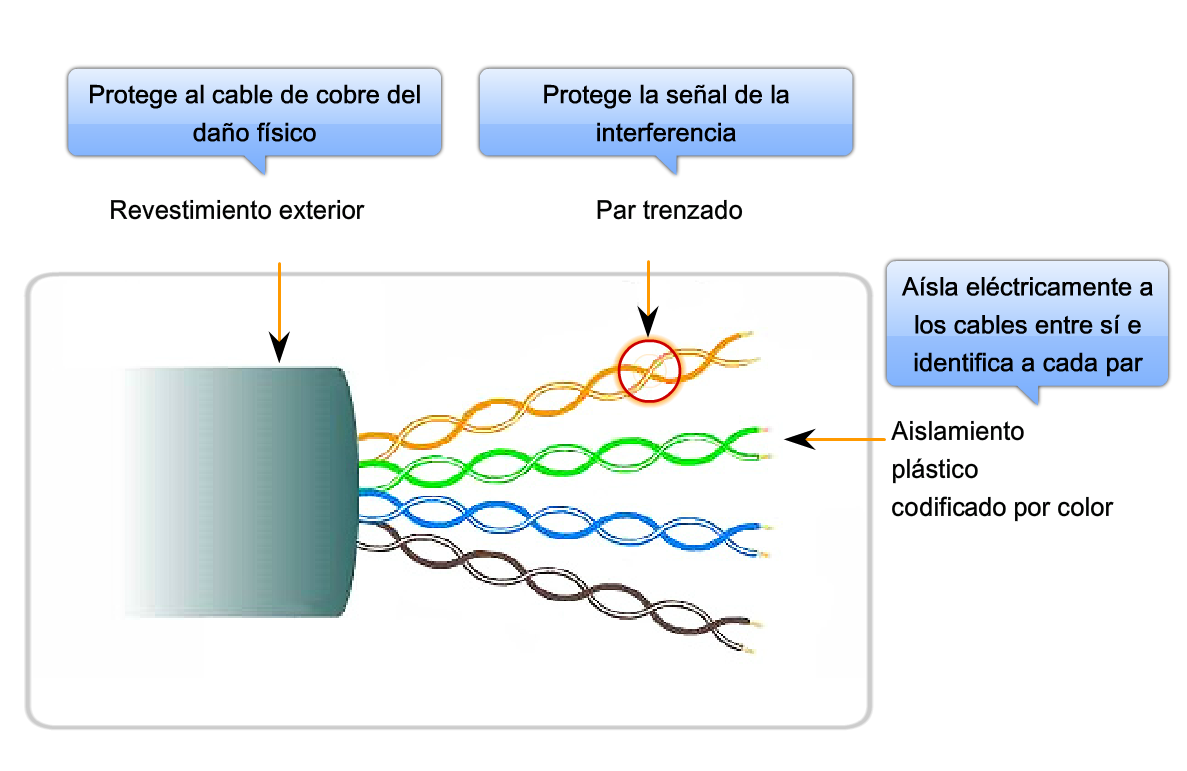 Protege al cable de cobre del
daño físico
Protege la señal de la
interferencia
Revestimiento exterior
Par trenzado
Aísla eléctricamente a
los cables entre sí e
identifica a cada par
Aislamiento
plástico
codificado por color